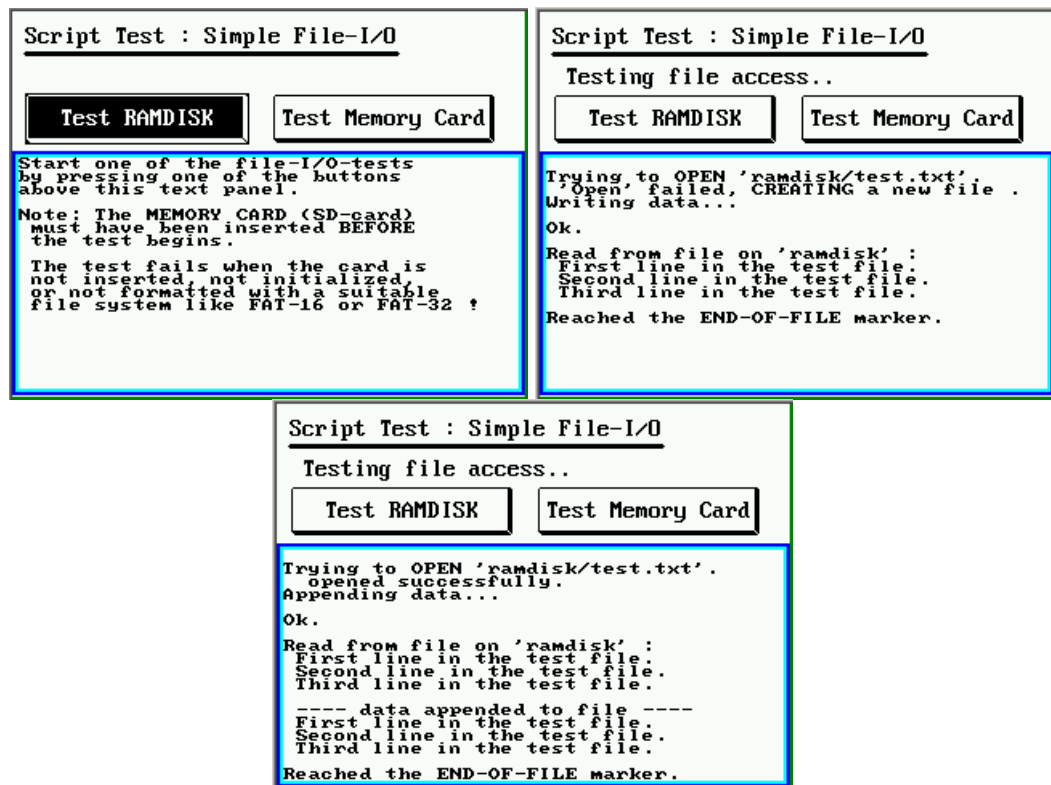 Script Test : Simple File-I/O
Test RAMDISK
Test Memory Card
Start one of the file-I/O-tests
by pressing one of the buttons
above this text panel.
Note: The MEMORY CARD (SD-card)
must have been inserted BEFORE
the test begins.
The test fails when the card is
not inserted, not initialized,
or not formatted with a suitable
file system like FAT-16 or FAT-32 !
Script Test : Simple File-I/O
Testing file access..
Test RAMDISK
Test Memory Card
Trying to OPEN 'ramdisk/test.txt'.
'Open' failed, CREATING a new file .
Writing data...
Ok.
Read from file on 'ramdisk' :
First line in the test file.
Second line in the test file.
Third line in the test file.
Reached the END-OF-FILE marker.
Script Test : Simple File-I/O
Testing file access..
Test RAMDISK
Test Memory Card
Trying to OPEN 'ramdisk/test.txt'.
opened successfully.
Appending data...
Ok.
Read from file on 'ramdisk' :
First line in the test file.
Second line in the test file.
Third line in the test file.
---- data appended to file ----
First line in the test file.
Second line in the test file.
Third line in the test file.
Reached the END-OF-FILE marker.